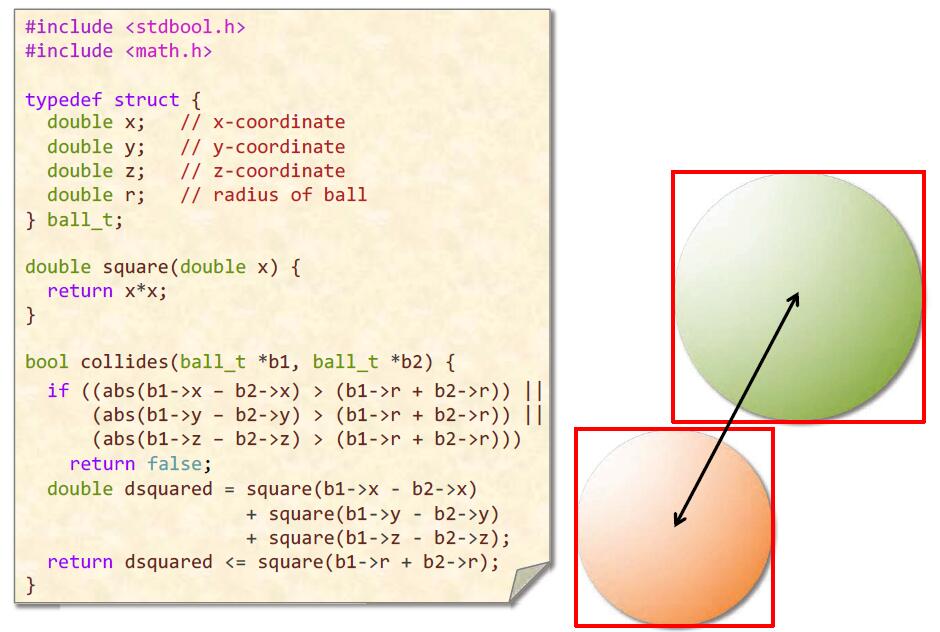 #include <stdbool.h>
#include <math.h>

typedef struct {
  double x;   // x-coordinate
  double y;   // y-coordinate
  double z;   // z-coordinate
  double r;   // radius of ball
} ball_t;

double square(double x) {
  return x*x;
}

bool collides(ball_t *b1, ball_t *b2) {
  if ((abs(b1->x – b2->x) > (b1->r + b2->r)) ||
      (abs(b1->y – b2->y) > (b1->r + b2->r)) ||
      (abs(b1->z – b2->z) > (b1->r + b2->r)))
    return false;
  double dsquared = square(b1->x - b2->x)
                    + square(b1->y - b2->y)
                    + square(b1->z - b2->z);
  return dsquared <= square(b1->r + b2->r);
}